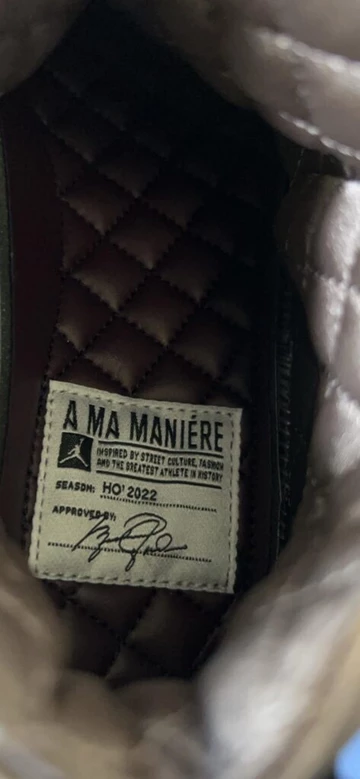 A MA MANIÉRE
INSPIRED BY STREET CULTURE, FASHION
AND THE GREATEST ATHLETE IN HISTORY
SEASON: HO' 2022
APPROVED BY: